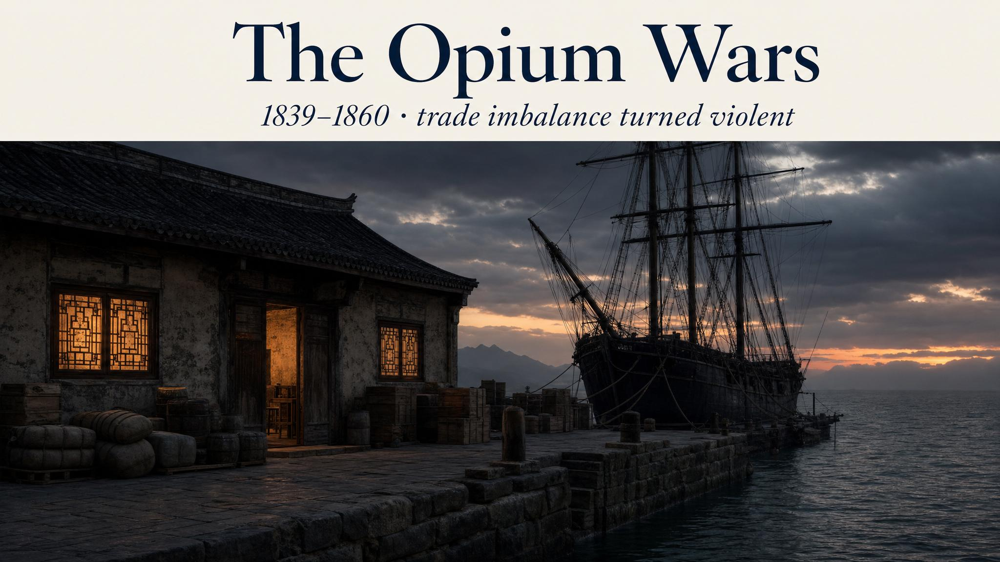 The Opium Wars
1839–1860 · trade imbalance turned violent